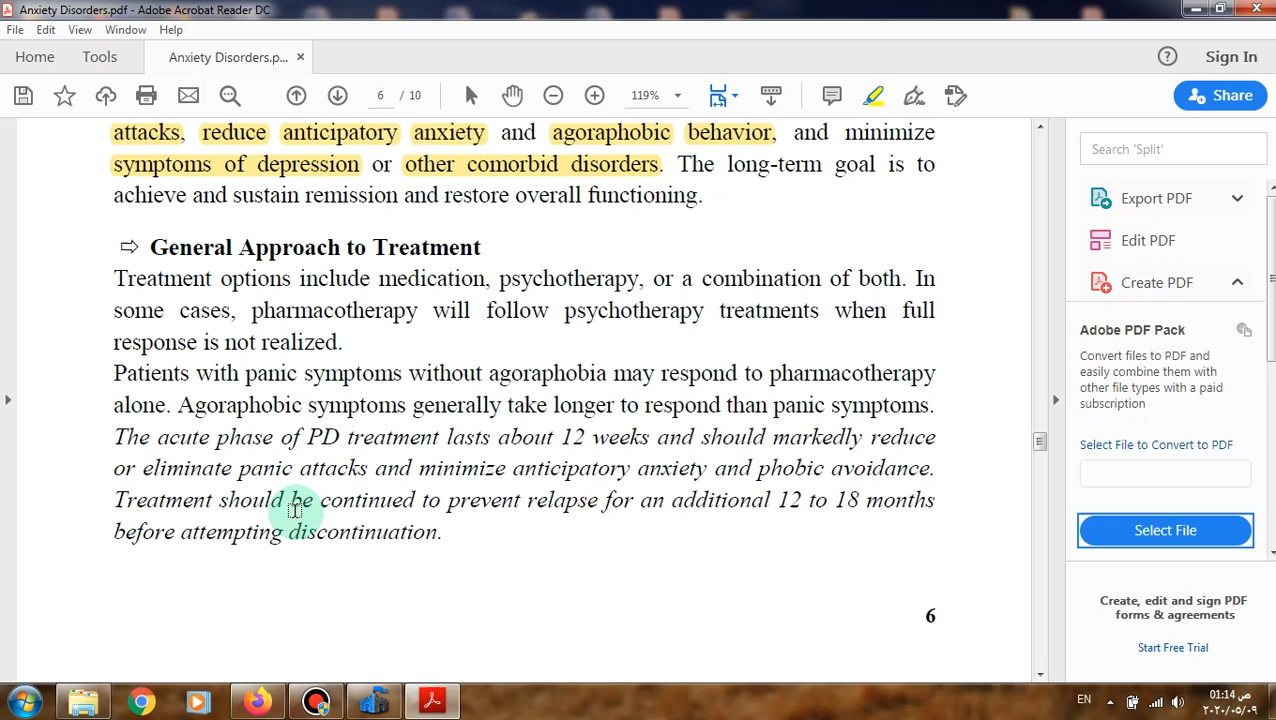 Anxiety Disorders.pdf - Adobe Acrobat Reader DC
File Edit View Window Help
Home Tools Anxiety Disorders.p... × Sign In
6 / 10 119% Share
attacks, reduce anticipatory anxiety and agoraphobic behavior, and minimize
symptoms of depression or other comorbid disorders. The long-term goal is to
achieve and sustain remission and restore overall functioning.
⇨ General Approach to Treatment
Treatment options include medication, psychotherapy, or a combination of both. In
some cases, pharmacotherapy will follow psychotherapy treatments when full
response is not realized.
Patients with panic symptoms without agoraphobia may respond to pharmacotherapy
alone. Agoraphobic symptoms generally take longer to respond than panic symptoms.
The acute phase of PD treatment lasts about 12 weeks and should markedly reduce
or eliminate panic attacks and minimize anticipatory anxiety and phobic avoidance.
Treatment should be continued to prevent relapse for an additional 12 to 18 months
before attempting discontinuation.
6
Search 'Split'
Export PDF
Edit PDF
Create PDF
Adobe PDF Pack
Convert files to PDF and
easily combine them with
other file types with a paid
subscription
Select File to Convert to PDF
Select File
Create, edit and sign PDF
forms & agreements
Start Free Trial
EN
01:14 ص
٢٠٢٠/٠٥/٠٩